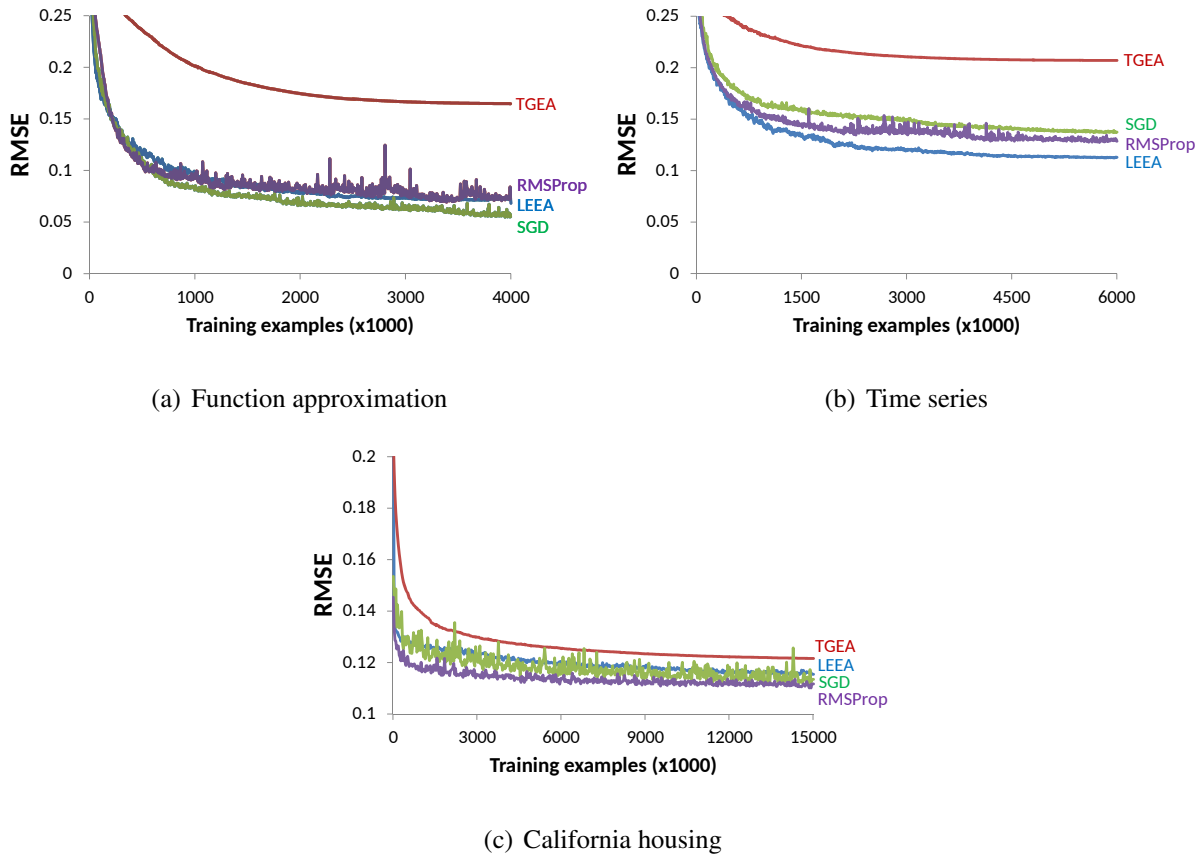 0.25
0.2
0.15
0.1
0.05
0
RMSE
0 1000 2000 3000 4000
Training examples (x1000)
TGEA
RMSProp
LEEA
SGD
(a) Function approximation
0.25
0.2
0.15
0.1
0.05
0
RMSE
0 1500 3000 4500 6000
Training examples (x1000)
TGEA
SGD
RMSProp
LEEA
(b) Time series
0.2
0.18
0.16
0.14
0.12
0.1
RMSE
0 3000 6000 9000 12000 15000
Training examples (x1000)
TGEA
LEEA
SGD
RMSProp
(c) California housing